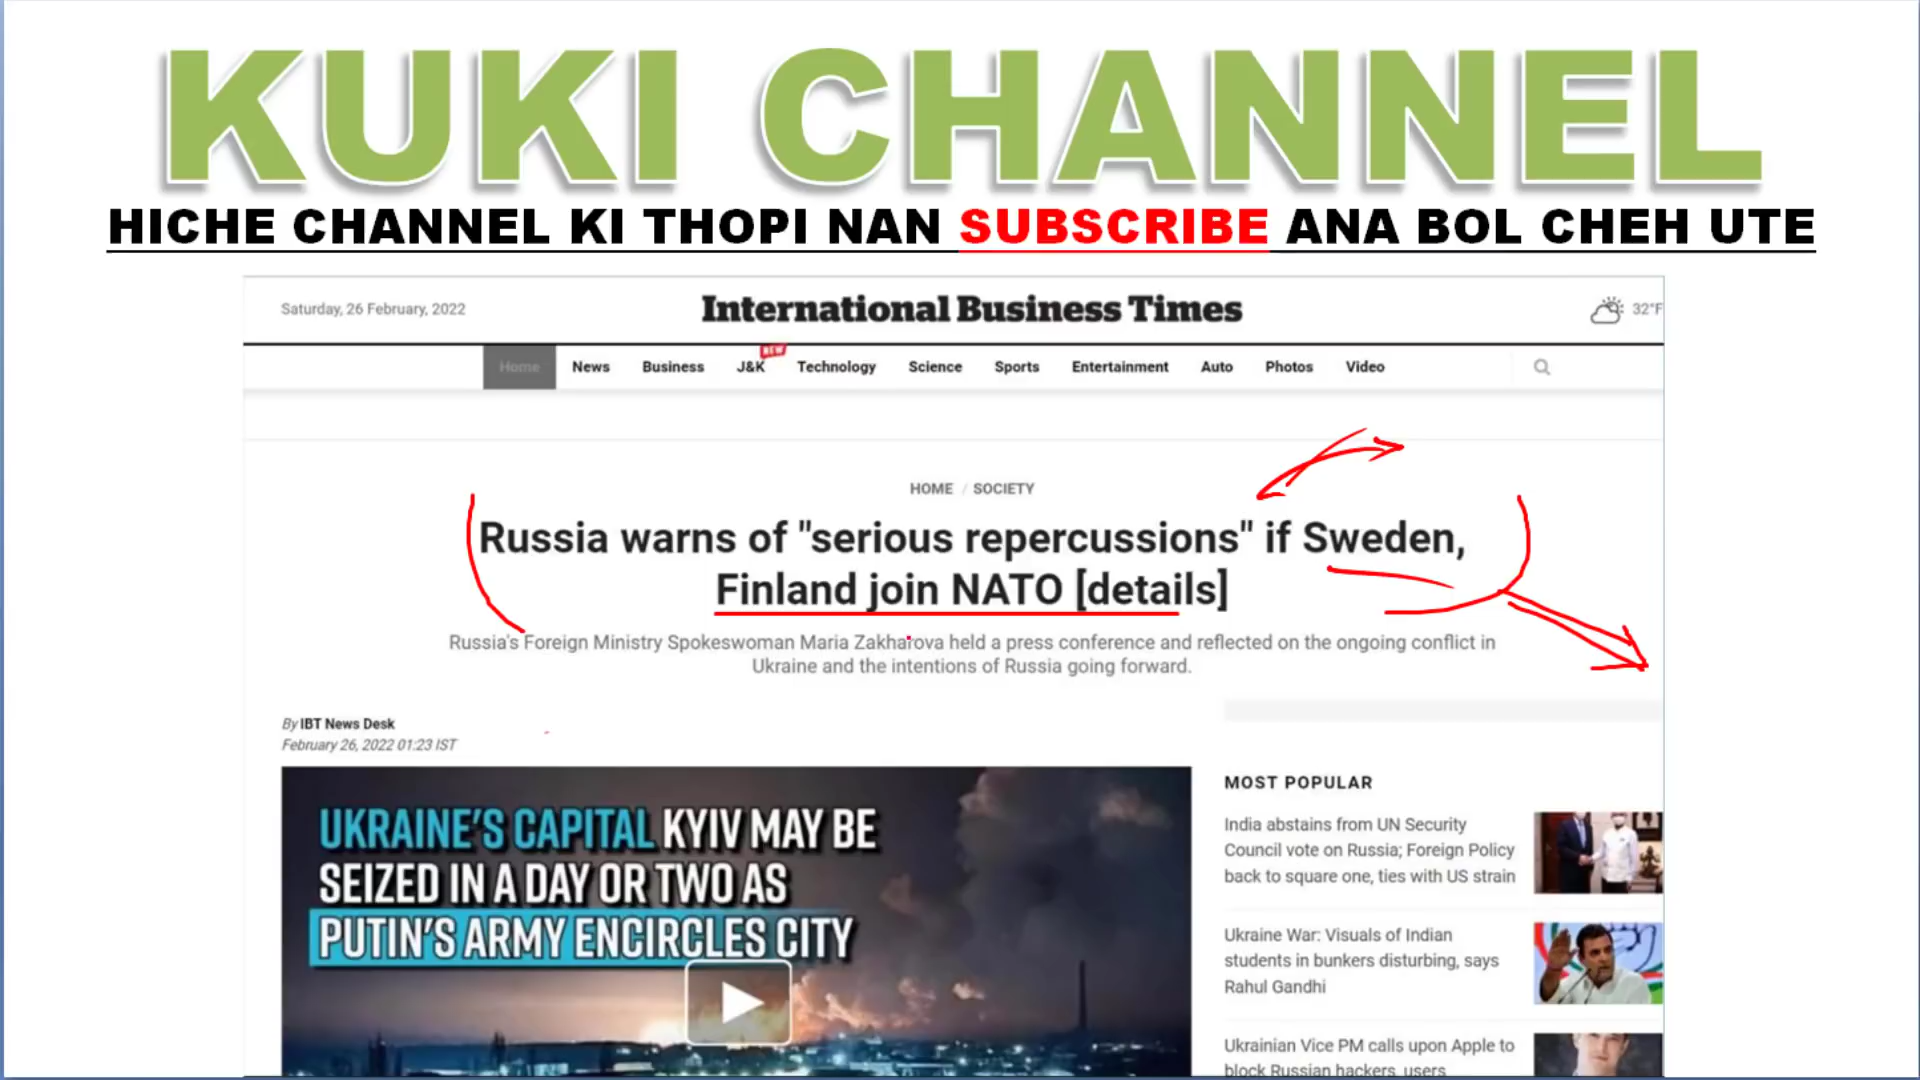 KUKI CHANNEL
HICHE CHANNEL KI THOPI NAN SUBSCRIBE ANA BOL CHEH UTE
Saturday, 26 February, 2022
International Business Times
32°F
Home News Business J&K NEW Technology Science Sports Entertainment Auto Photos Video
HOME / SOCIETY
Russia warns of "serious repercussions" if Sweden,
Finland join NATO [details]
Russia's Foreign Ministry Spokeswoman Maria Zakharova held a press conference and reflected on the ongoing conflict in
Ukraine and the intentions of Russia going forward.
By IBT News Desk
February 26, 2022 01:23 IST
UKRAINE'S CAPITAL KYIV MAY BE
SEIZED IN A DAY OR TWO AS
PUTIN'S ARMY ENCIRCLES CITY
MOST POPULAR
India abstains from UN Security
Council vote on Russia; Foreign Policy
back to square one, ties with US strain
Ukraine War: Visuals of Indian
students in bunkers disturbing, says
Rahul Gandhi
Ukrainian Vice PM calls upon Apple to
block Russian hackers, users